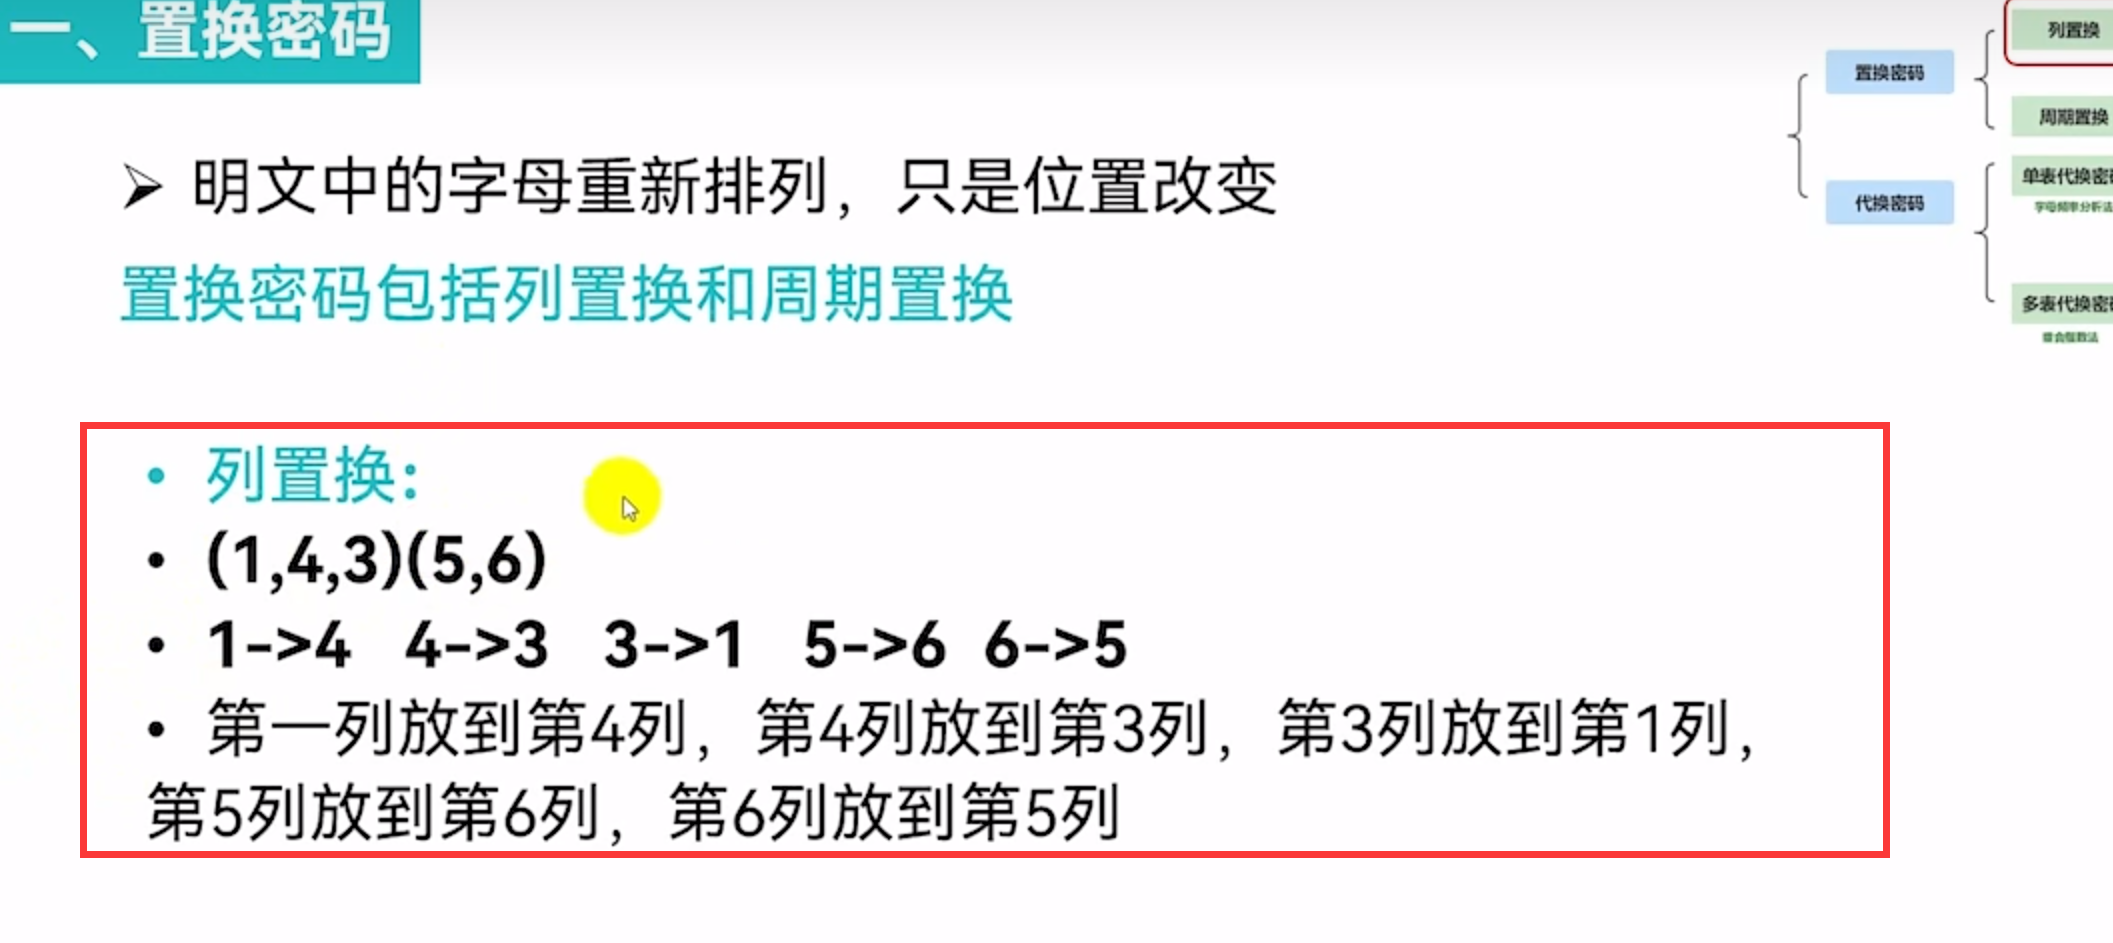 一、置换密码
明文中的字母重新排列，只是位置改变
置换密码包括列置换和周期置换
列置换：
(1,4,3)(5,6)
1->4 4->3 3->1 5->6 6->5
第一列放到第4列，第4列放到第3列，第3列放到第1列，
第5列放到第6列，第6列放到第5列
置换密码
代换密码
列置换
周期置换
单表代换密
字母频率分析法
多表代换密
重合指数法